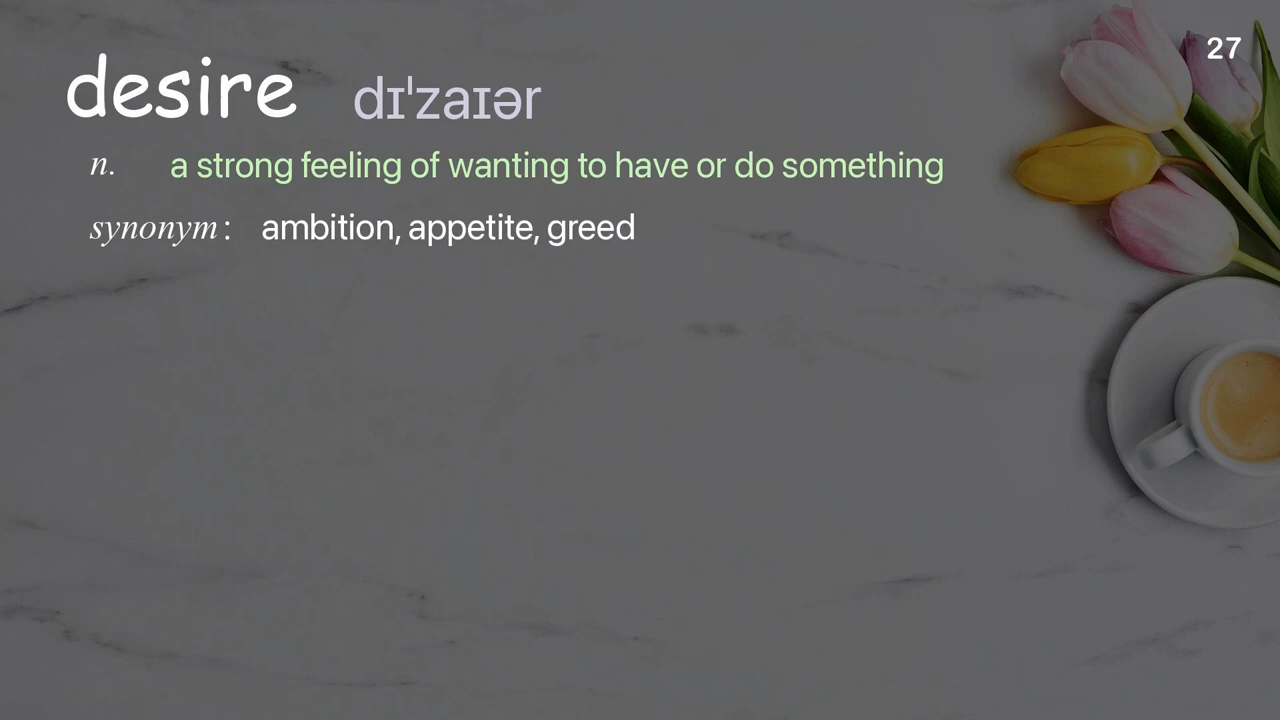 27
desire dɪˈzaɪər
n. a strong feeling of wanting to have or do something
synonym: ambition, appetite, greed